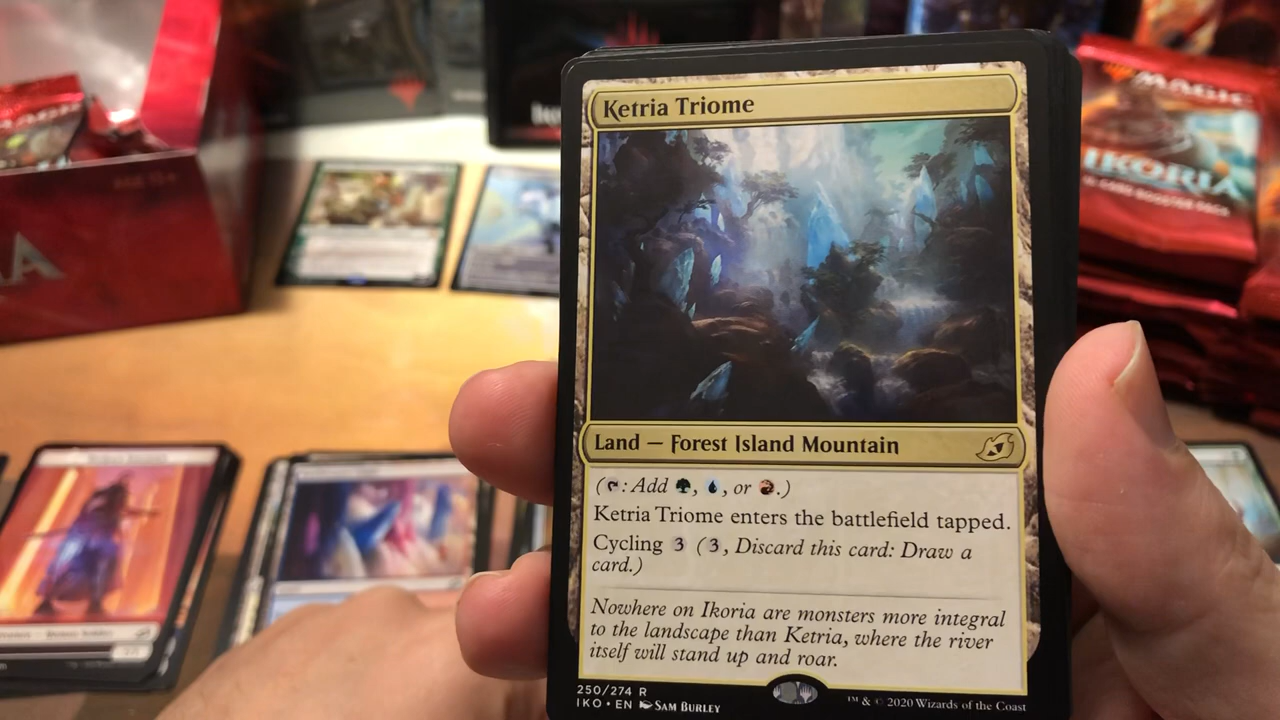 Ketria Triome
Land — Forest Island Mountain
( : Add , , or .)
Ketria Triome enters the battlefield tapped.
Cycling 3 (3, Discard this card: Draw a
card.)
Nowhere on Ikoria are monsters more integral
to the landscape than Ketria, where the river
itself will stand up and roar.
250/274 R
IKO • EN SAM BURLEY
™ & © 2020 Wizards of the Coast
MAGIC
IKORIA
BOOSTER PACK